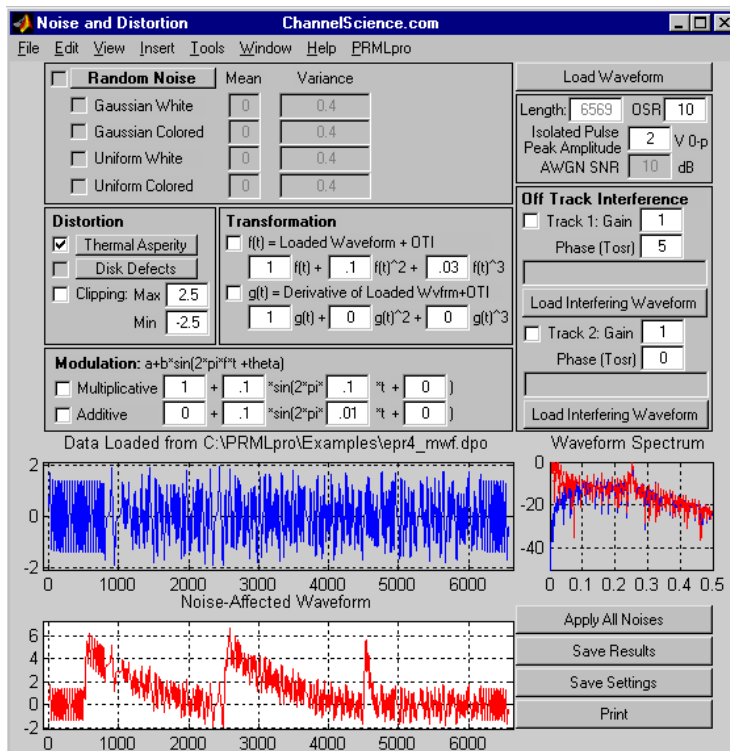 Noise and Distortion ChannelScience.com
File Edit View Insert Tools Window Help PRMLpro
Random Noise Mean Variance
Gaussian White 0 0.4
Gaussian Colored 0 0.4
Uniform White 0 0.4
Uniform Colored 0 0.4
Load Waveform
Length: 6569 OSR 10
Isolated Pulse
Peak Amplitude 2 V 0-p
AWGN SNR 10 dB
Distortion
Thermal Asperity
Disk Defects
Clipping: Max 2.5
Min -2.5
Transformation
f(t) = Loaded Waveform + OTI
1 f(t) + .1 f(t)^2 + .03 f(t)^3
g(t) = Derivative of Loaded Wvfrm+OTI
1 g(t) + 0 g(t)^2 + 0 g(t)^3
Off Track Interference
Track 1: Gain 1
Phase (Tosr) 5
Load Interfering Waveform
Track 2: Gain 1
Phase (Tosr) 0
Load Interfering Waveform
Modulation: a+b*sin(2*pi*f*t +theta)
Multiplicative 1 + .1 *sin(2*pi* .1 *t + 0 )
Additive 0 + .1 *sin(2*pi* .01 *t + 0 )
Data Loaded from C:\PRMLpro\Examples\epr4_mwf.dpo
2
0
-2
0 1000 2000 3000 4000 5000 6000
Waveform Spectrum
0
-20
-40
0 0.1 0.2 0.3 0.4 0.5
Noise-Affected Waveform
6
4
2
0
-2
0 1000 2000 3000 4000 5000 6000
Apply All Noises
Save Results
Save Settings
Print